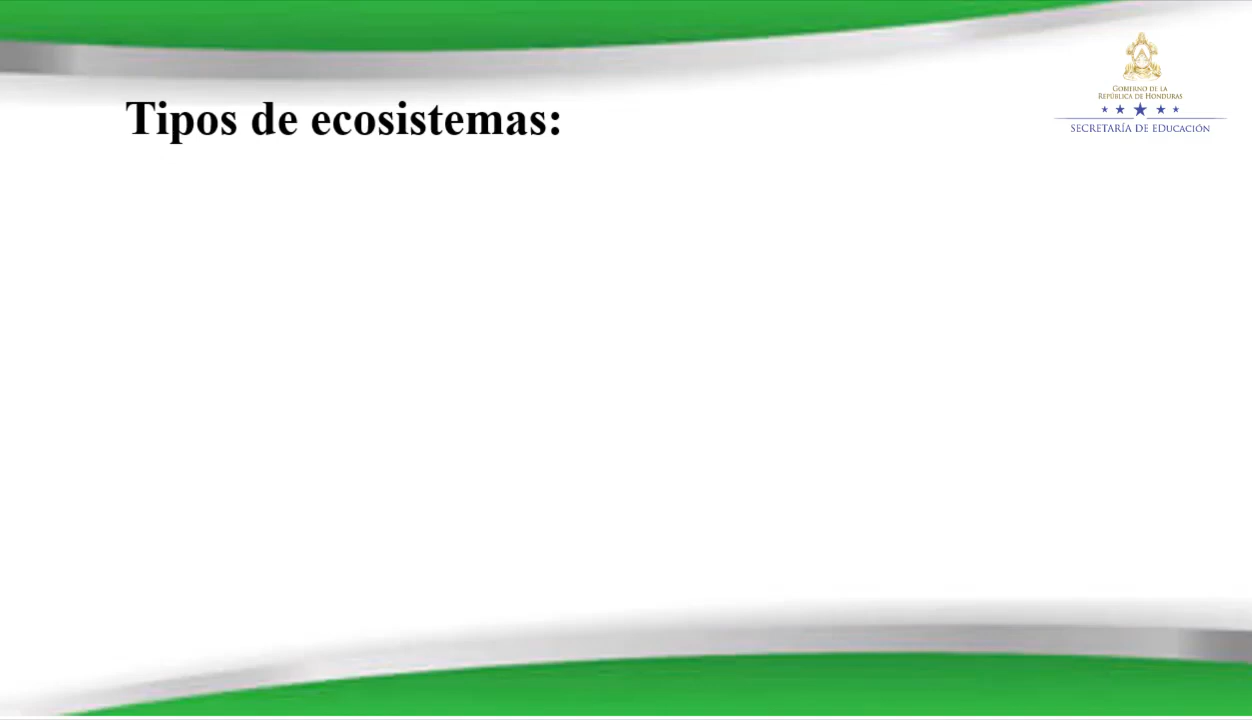 Tipos de ecosistemas:
GOBIERNO DE LA
REPÚBLICA DE HONDURAS
SECRETARÍA DE EDUCACIÓN